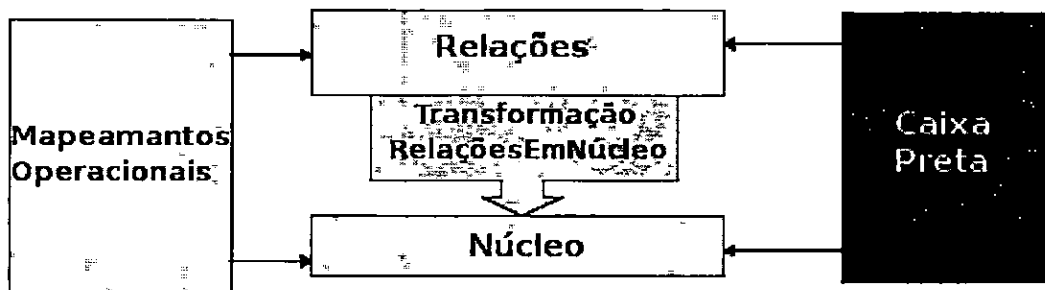 Relações
Transformação
RelaçõesEmNúcleo
Mapeamantos
Operacionais
Caixa
Preta
Núcleo